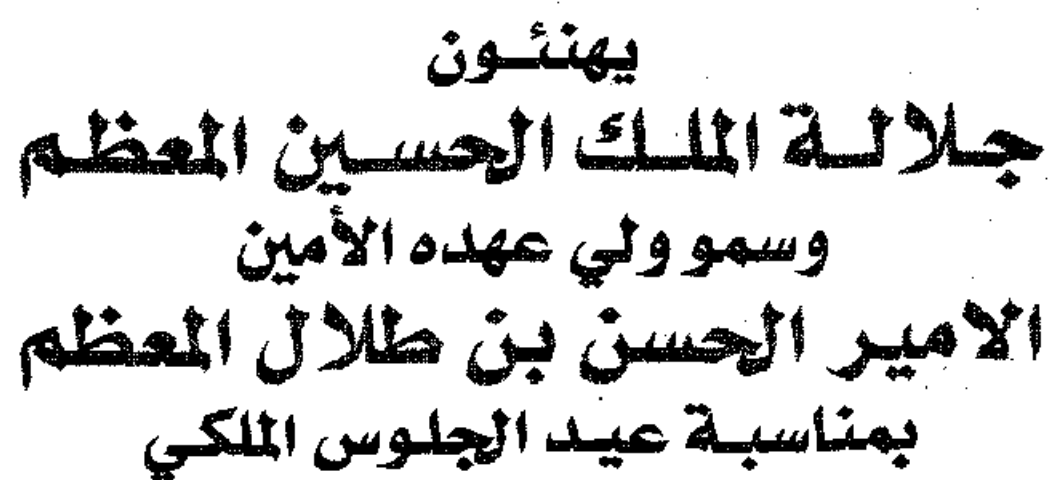 يهنئون
جلالة الملك الحسين المعظم
وسمو ولي عهده الأمين
الامير الحسن بن طلال المعظم
بمناسبة عيد الجلوس الملكي